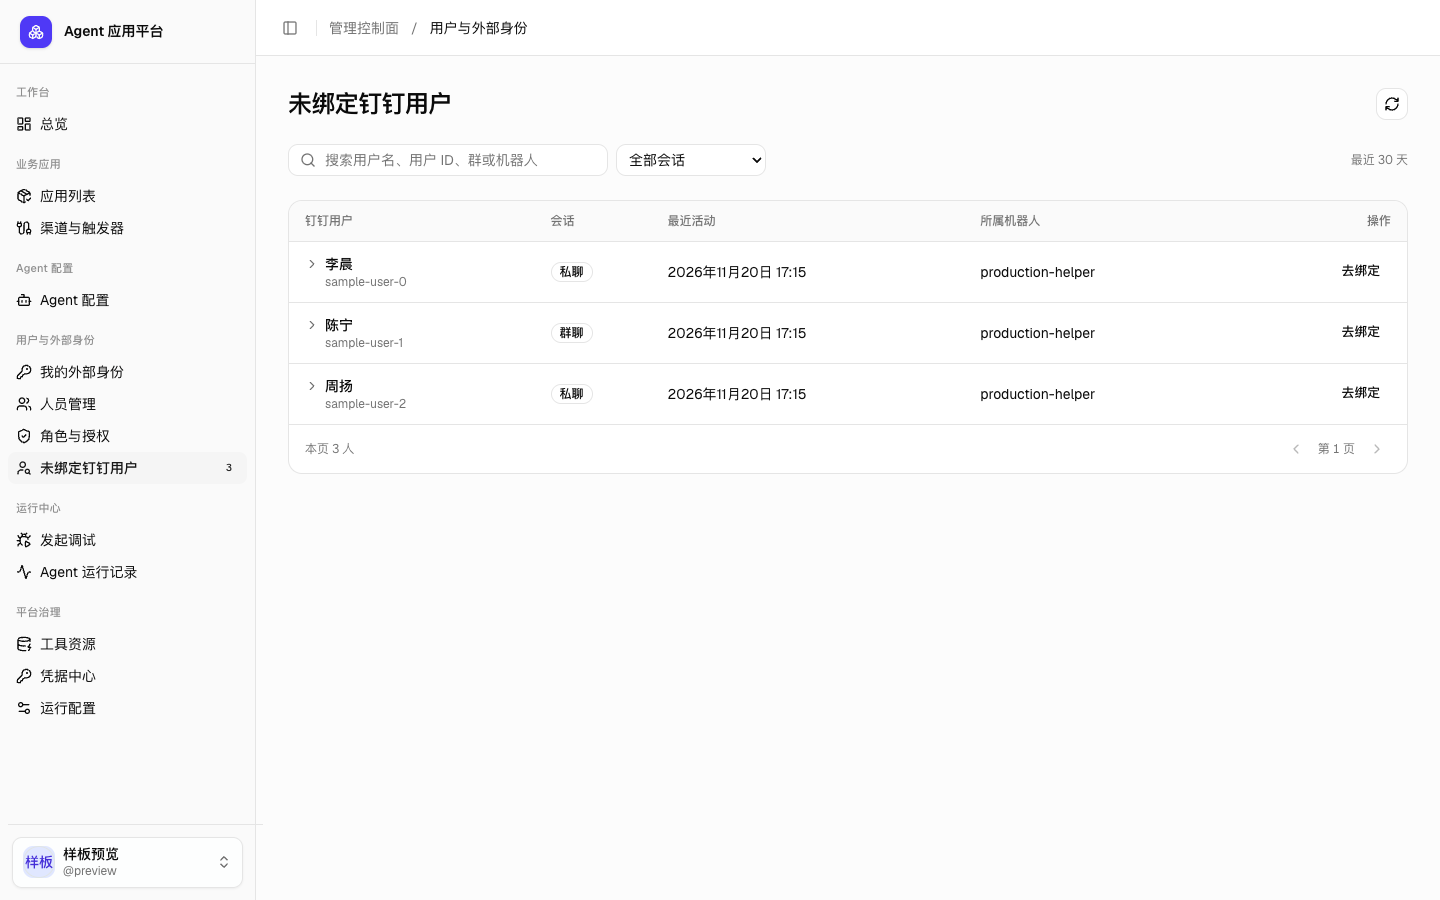 Agent 应用平台
管理控制面 / 用户与外部身份
工作台
总览
业务应用
应用列表
渠道与触发器
Agent 配置
Agent 配置
用户与外部身份
我的外部身份
人员管理
角色与授权
未绑定钉钉用户 3
运行中心
发起调试
Agent 运行记录
平台治理
工具资源
凭据中心
运行配置
样板
样板预览
@preview
未绑定钉钉用户
搜索用户名、用户 ID、群或机器人
全部会话
最近 30 天
钉钉用户 会话 最近活动 所属机器人 操作
李晨
sample-user-0
私聊 2026年11月20日 17:15 production-helper 去绑定
陈宁
sample-user-1
群聊 2026年11月20日 17:15 production-helper 去绑定
周扬
sample-user-2
私聊 2026年11月20日 17:15 production-helper 去绑定
本页 3 人
第 1 页